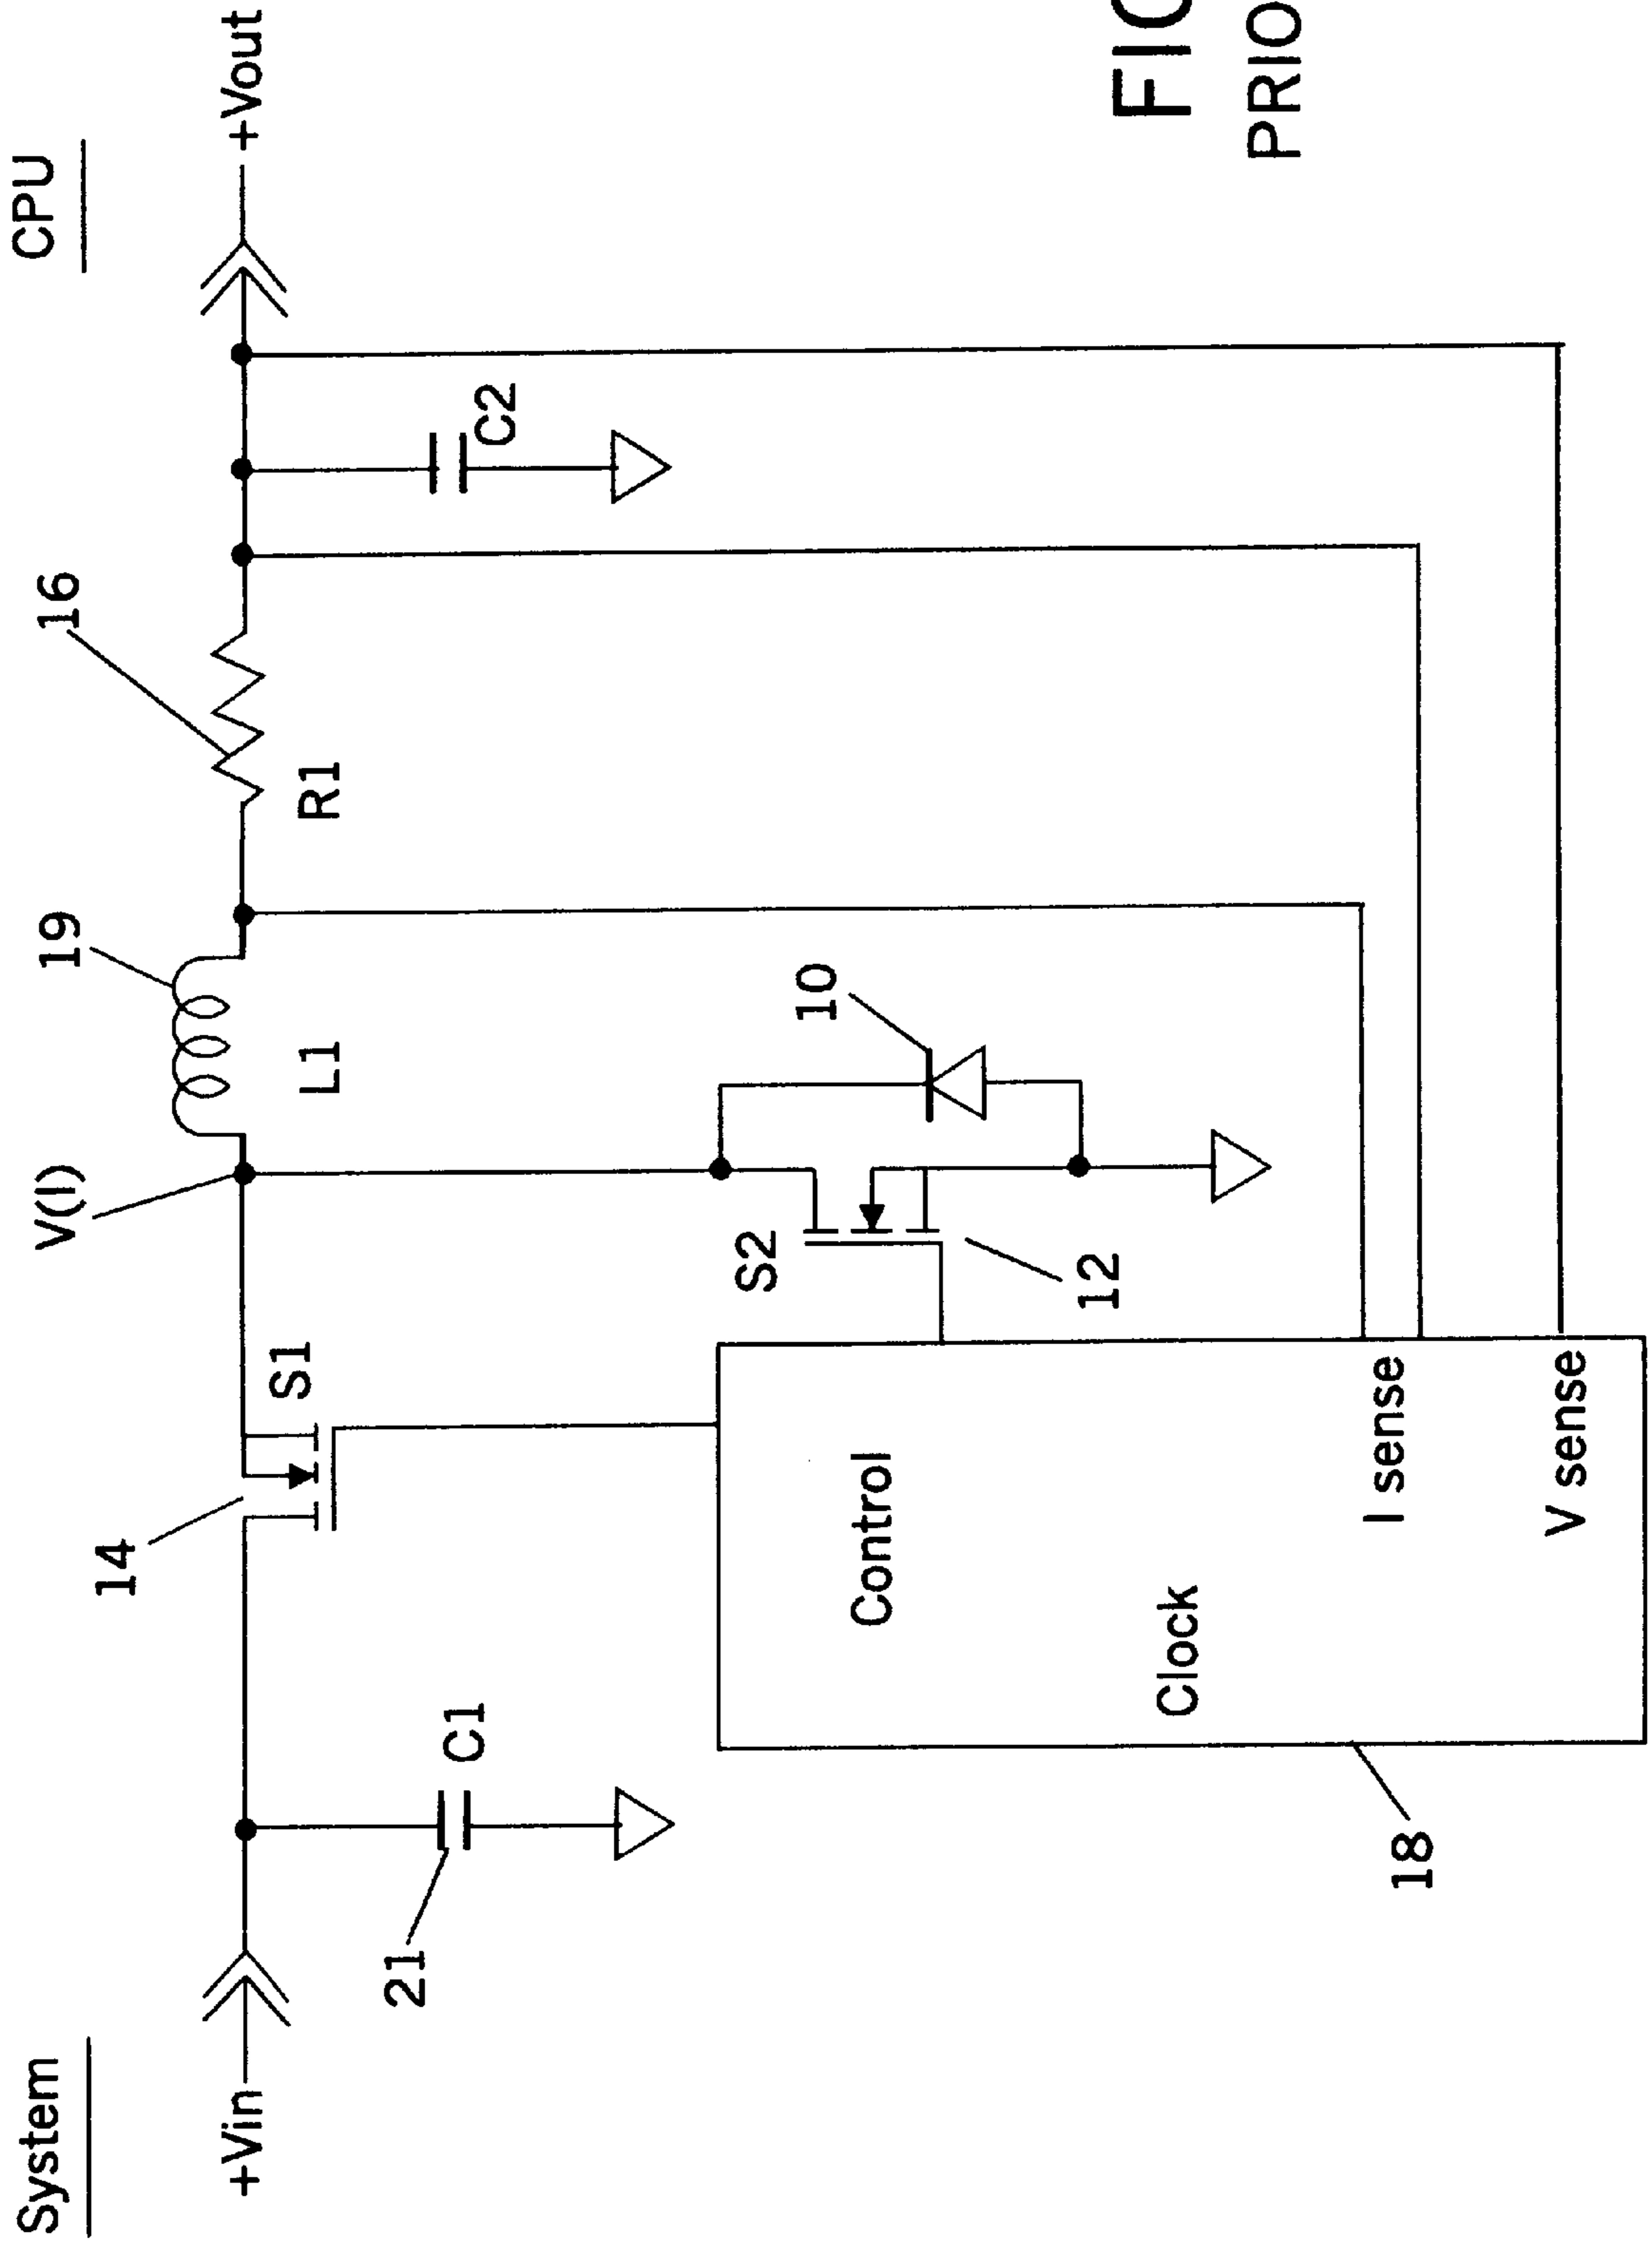 System
CPU
+Vin
+Vout
14
S1
V(I)
19
L1
16
R1
21
C1
C2
S2
10
12
Control
Clock
I sense
V sense
18
PRIO